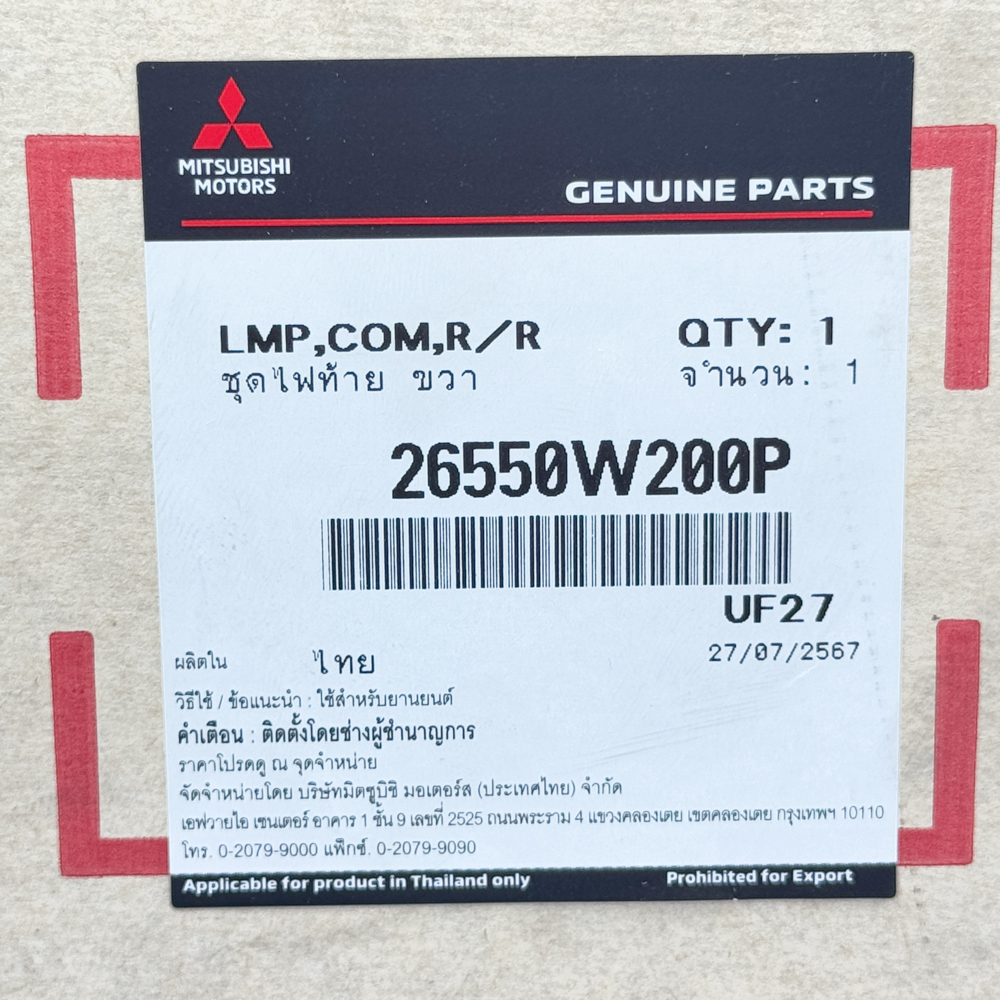 MITSUBISHI
MOTORS
GENUINE PARTS
LMP,COM,R/R QTY: 1
ชุดไฟท้าย ขวา จำนวน: 1
26550W200P
UF27
27/07/2567
ผลิตใน ไทย
วิธีใช้ / ข้อแนะนำ : ใช้สำหรับยานยนต์
คำเตือน : ติดตั้งโดยช่างผู้ชำนาญการ
ราคาโปรดดู ณ จุดจำหน่าย
จัดจำหน่ายโดย บริษัทมิตซูบิชิ มอเตอร์ส (ประเทศไทย) จำกัด
เอฟวายไอ เซนเตอร์ อาคาร 1 ชั้น 9 เลขที่ 2525 ถนนพระราม 4 แขวงคลองเตย เขตคลองเตย กรุงเทพฯ 10110
โทร. 0-2079-9000 แฟ็กซ์. 0-2079-9090
Applicable for product in Thailand only Prohibited for Export